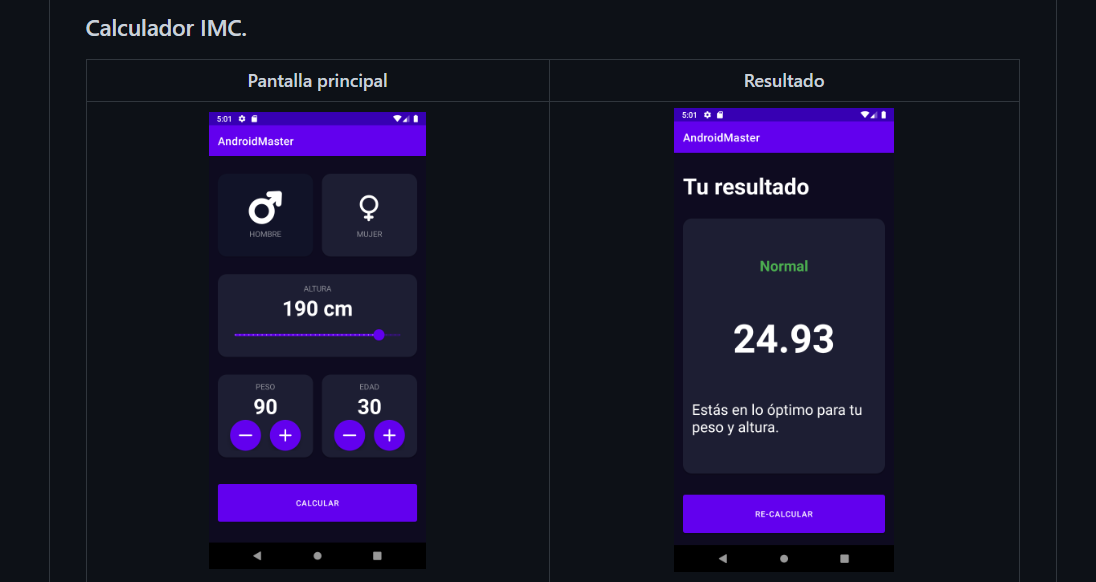 Calculador IMC.
Pantalla principal
Resultado
5:01
AndroidMaster
HOMBRE
MUJER
ALTURA
190 cm
PESO
90
EDAD
30
CALCULAR
5:01
AndroidMaster
Tu resultado
Normal
24.93
Estás en lo óptimo para tu
peso y altura.
RE-CALCULAR